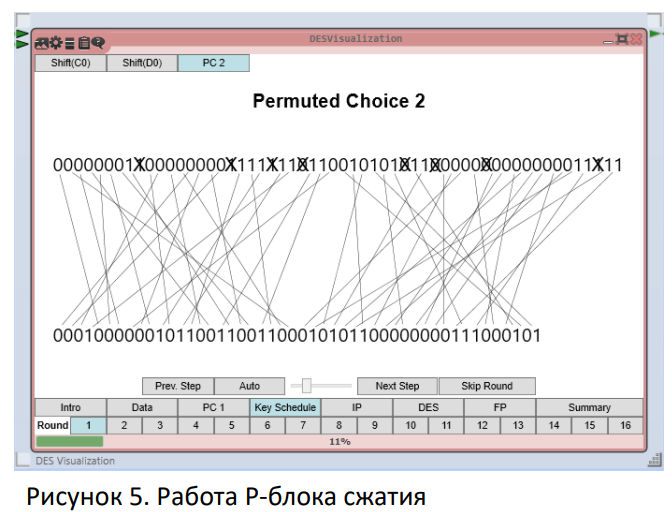 DESVisualization
Shift(C0) Shift(D0) PC 2
Permuted Choice 2
000100000010110011001100010101100000000111000101
Prev. Step Auto Next Step Skip Round
Intro Data PC 1 Key Schedule IP DES FP Summary
Round 1 2 3 4 5 6 7 8 9 10 11 12 13 14 15 16
11%
DES Visualization
Рисунок 5. Работа P-блока сжатия